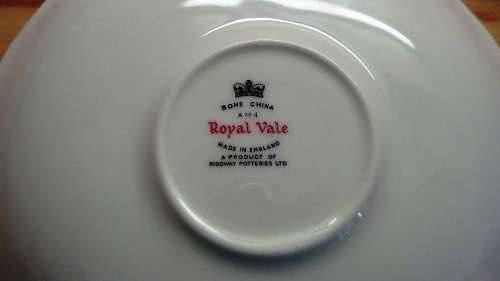 BONE CHINA
Royal Vale
MADE IN ENGLAND
A PRODUCT OF
RIDGWAY POTTERIES LTD